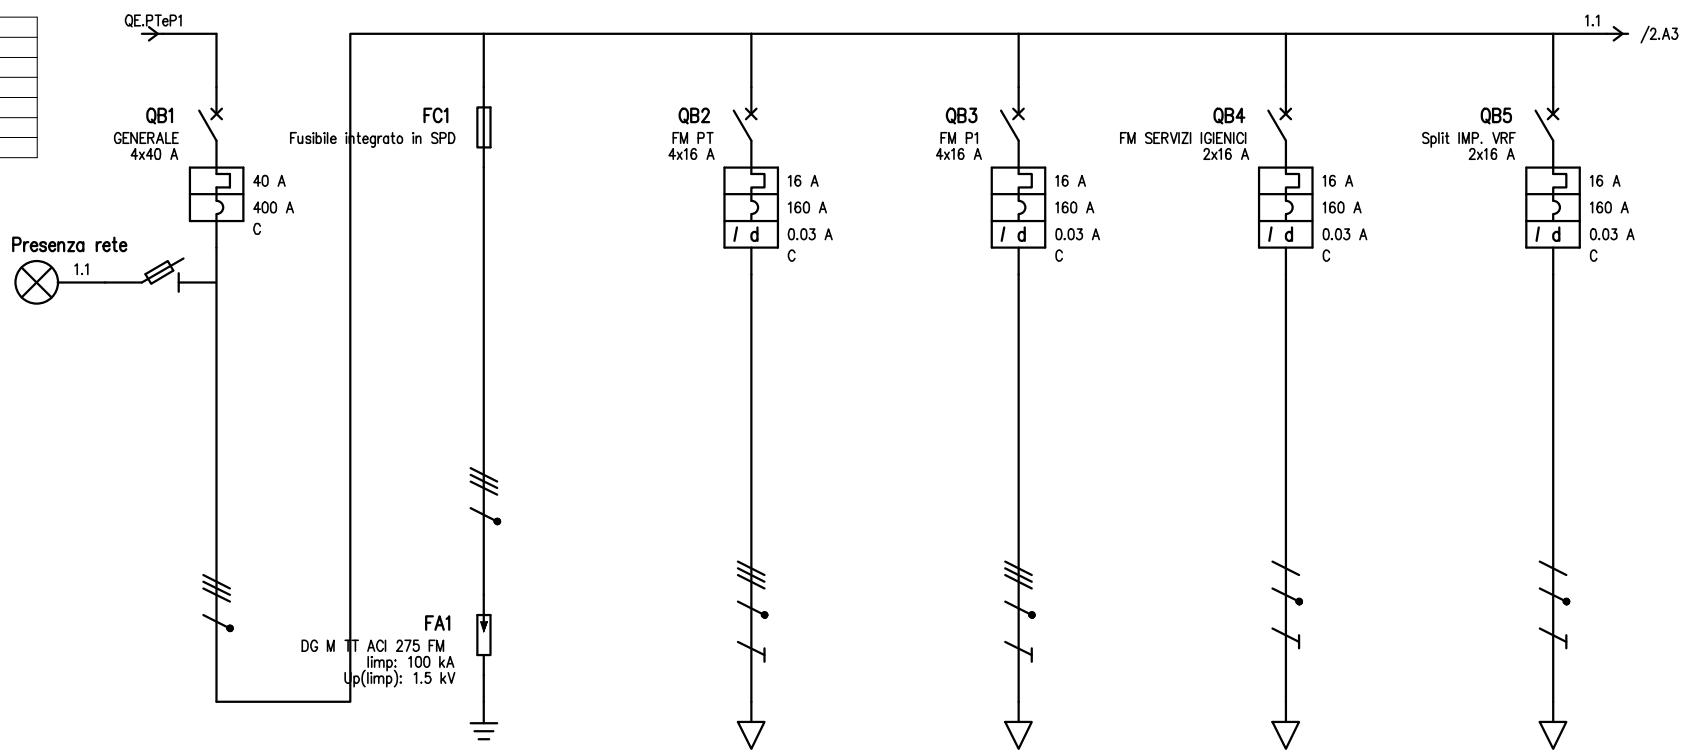 QE.PTeP1
1.1
/2.A3
QB1
GENERALE
4x40 A
40 A
400 A
C
Presenza rete
1.1
FC1
Fusibile integrato in SPD
FA1
DG M TT ACI 275 FM
Iimp: 100 kA
Up(Iimp): 1.5 kV
QB2
FM PT
4x16 A
16 A
160 A
I d
0.03 A
C
QB3
FM P1
4x16 A
16 A
160 A
I d
0.03 A
C
QB4
FM SERVIZI IGIENICI
2x16 A
16 A
160 A
I d
0.03 A
C
QB5
Split IMP. VRF
2x16 A
16 A
160 A
I d
0.03 A
C